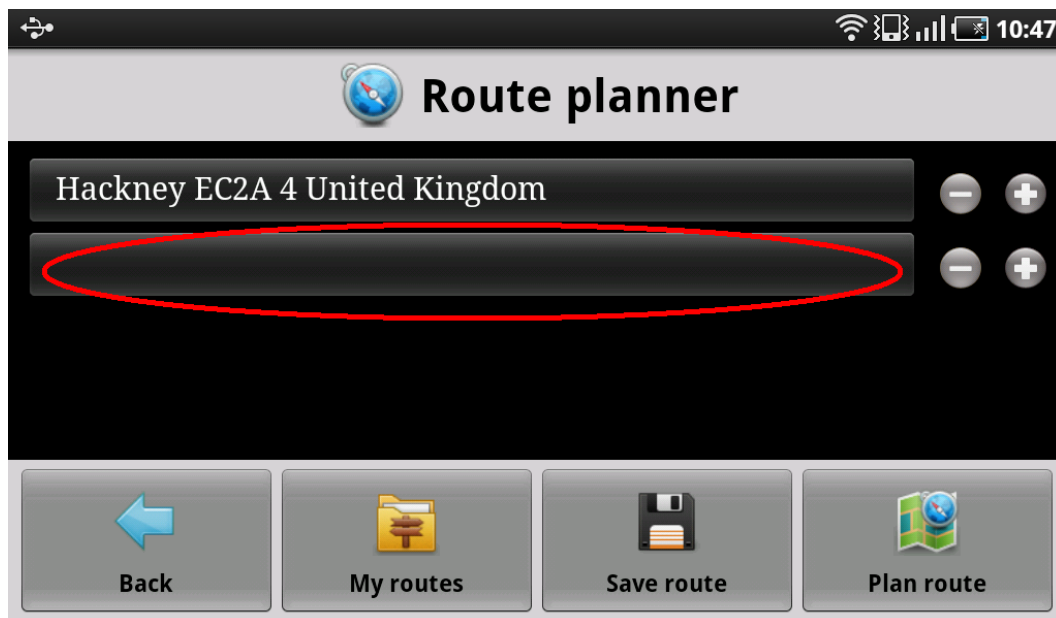 10:47
Route planner
Hackney EC2A 4 United Kingdom
Back
My routes
Save route
Plan route